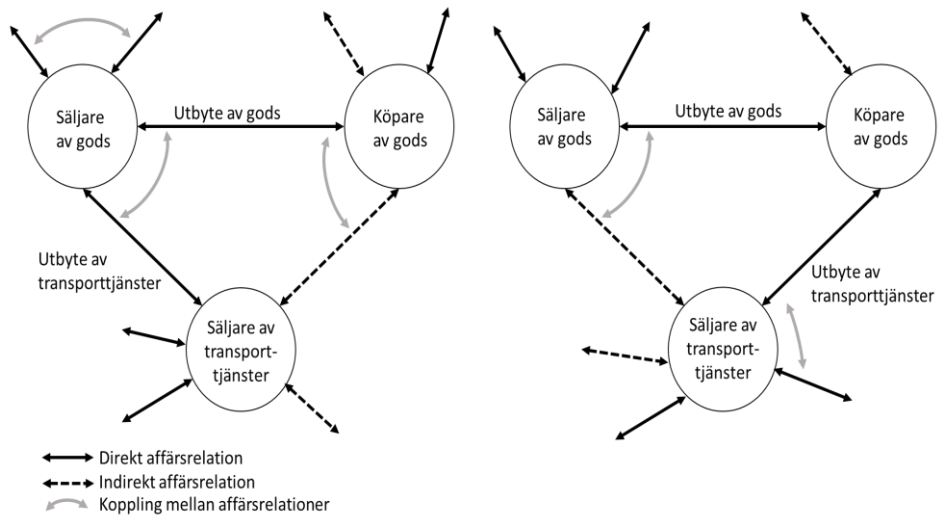 Säljare
av gods
Utbyte av gods
Köpare
av gods
Utbyte av
transporttjänster
Säljare av
transport-
tjänster
Säljare
av gods
Utbyte av gods
Köpare
av gods
Utbyte av
transporttjänster
Säljare av
transport-
tjänster
Direkt affärsrelation
Indirekt affärsrelation
Koppling mellan affärsrelationer